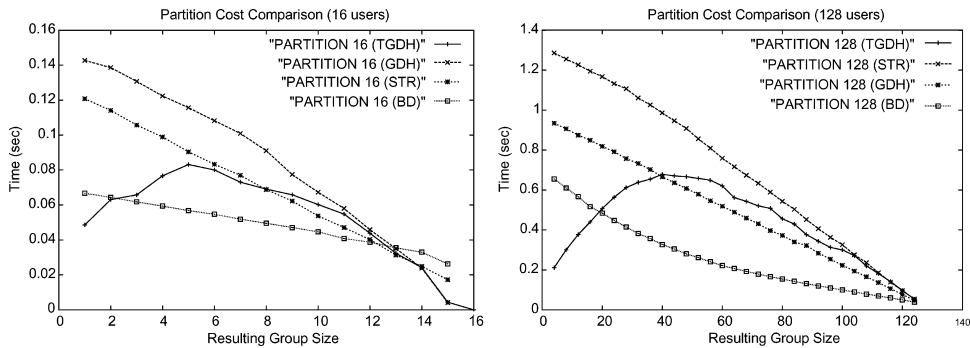 Partition Cost Comparison (16 users)
0.16
0.14
0.12
0.1
0.08
0.06
0.04
0.02
0
Time (sec)
"PARTITION 16 (TGDH)"
"PARTITION 16 (GDH)"
"PARTITION 16 (STR)"
"PARTITION 16 (BD)"
0 2 4 6 8 10 12 14 16
Resulting Group Size
Partition Cost Comparison (128 users)
1.4
1.2
1
0.8
0.6
0.4
0.2
0
Time (sec)
"PARTITION 128 (TGDH)"
"PARTITION 128 (STR)"
"PARTITION 128 (GDH)"
"PARTITION 128 (BD)"
0 20 40 60 80 100 120 140
Resulting Group Size